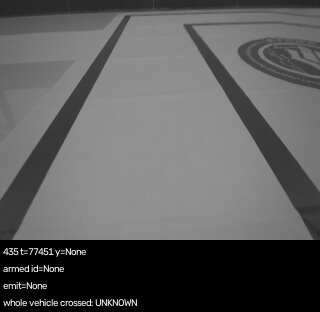 435 t=77451 y=None
armed id=None
emit=None
whole vehicle crossed: UNKNOWN